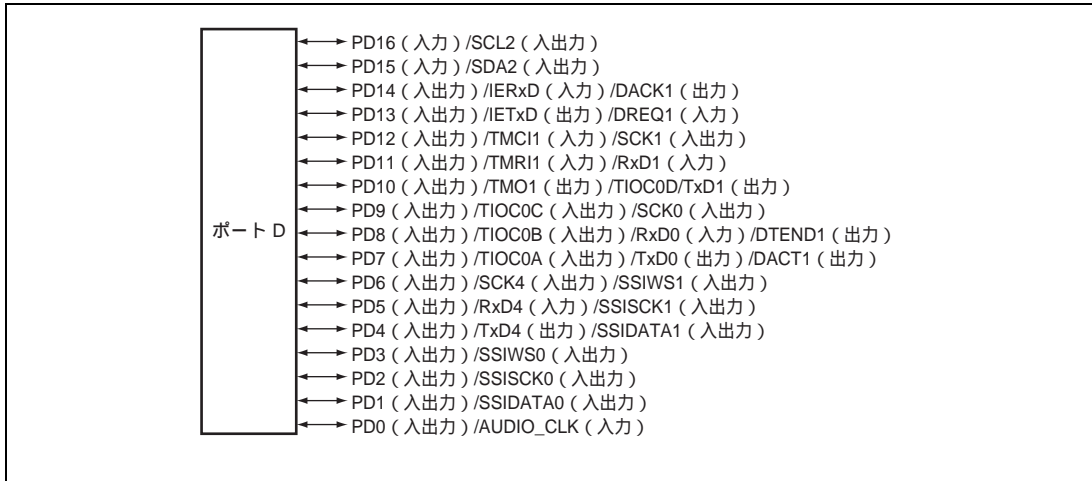 PD16（入力）/SCL2（入出力）
PD15（入力）/SDA2（入出力）
PD14（入出力）/IERxD（入力）/DACK1（出力）
PD13（入出力）/IETxD（出力）/DREQ1（入力）
PD12（入出力）/TMCI1（入力）/SCK1（入出力）
PD11（入出力）/TMRI1（入力）/RxD1（入力）
PD10（入出力）/TMO1（出力）/TIOC0D/TxD1（出力）
PD9（入出力）/TIOC0C（入出力）/SCK0（入出力）
ポート D
PD8（入出力）/TIOC0B（入出力）/RxD0（入力）/DTEND1（出力）
PD7（入出力）/TIOC0A（入出力）/TxD0（出力）/DACT1（出力）
PD6（入出力）/SCK4（入出力）/SSIWS1（入出力）
PD5（入出力）/RxD4（入力）/SSISCK1（入出力）
PD4（入出力）/TxD4（出力）/SSIDATA1（入出力）
PD3（入出力）/SSIWS0（入出力）
PD2（入出力）/SSISCK0（入出力）
PD1（入出力）/SSIDATA0（入出力）
PD0（入出力）/AUDIO_CLK（入力）